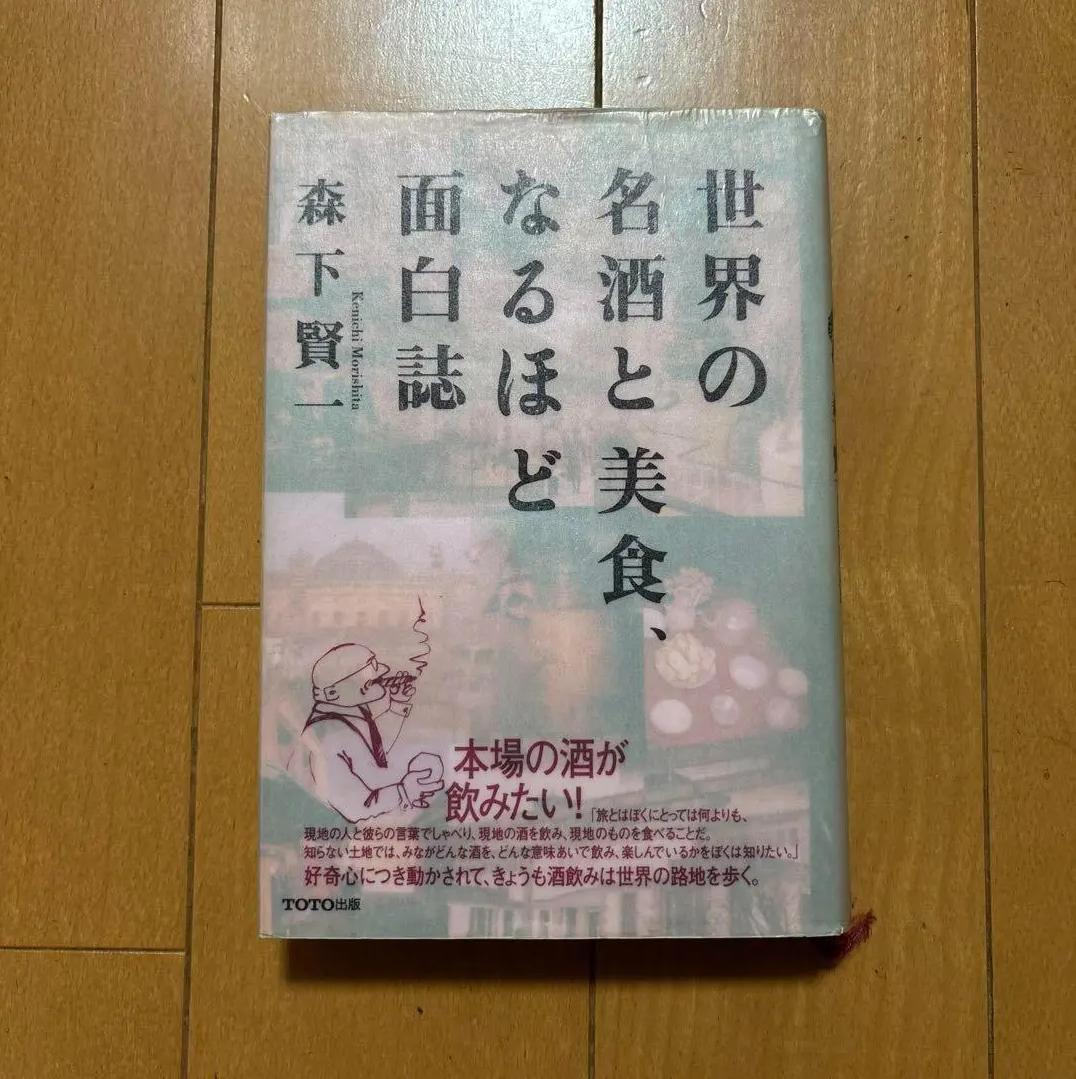 世界の
名酒と美食、
なるほど
面白誌
森下賢一
Kenichi Morishita
本場の酒が
飲みたい！
「旅とはぼくにとっては何よりも、
現地の人と彼らの言葉でしゃべり、現地の酒を飲み、現地のものを食べることだ。
知らない土地では、みながどんな酒を、どんな意味あいで飲み、楽しんでいるかをぼくは知りたい。」
好奇心につき動かされて、きょうも酒飲みは世界の路地を歩く。
TOTO出版